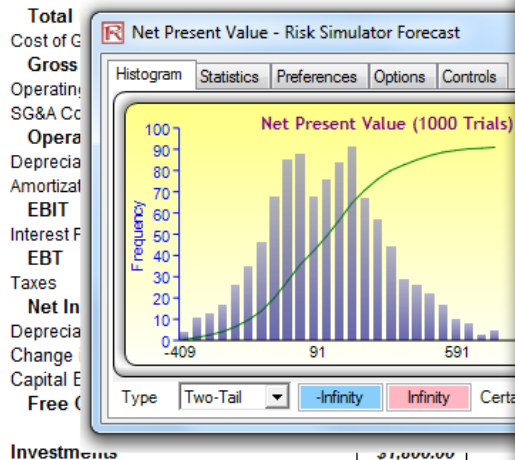 Total
Cost of G
Gross
Operating
SG&A Co
Opera
Deprecia
Amortizat
EBIT
Interest P
EBT
Taxes
Net In
Deprecia
Change
Capital E
Free C
Investments
$1,800.00
Net Present Value - Risk Simulator Forecast
Histogram Statistics Preferences Options Controls
Net Present Value (1000 Trials)
Frequency
100
90
80
70
60
50
40
30
20
10
0
-409 91 591
Type Two-Tail -Infinity Infinity Certa